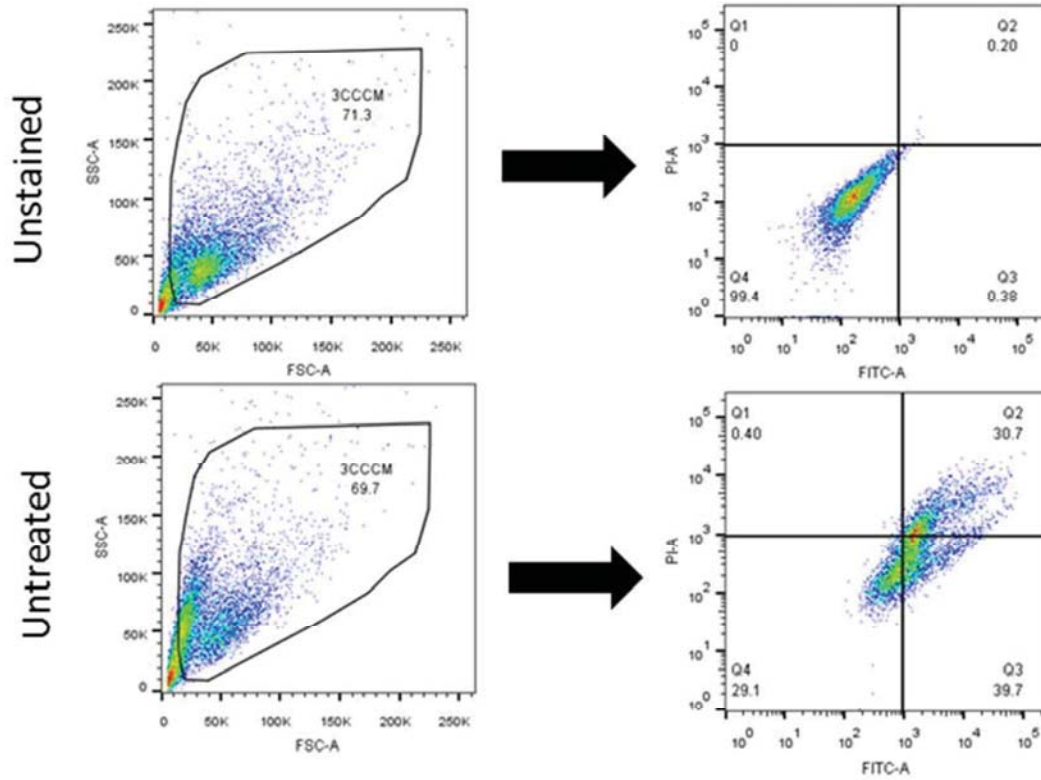 Unstained
250K
200K
150K
100K
50K
0
SSC-A
3CCCM
71.3
0 50K 100K 150K 200K 250K
FSC-A
Q1
0
Q2
0.20
10^5
10^4
10^3
10^2
10^1
10^0
PI-A
Q4
99.4
Q3
0.38
10^0 10^1 10^2 10^3 10^4 10^5
FITC-A
Untreated
250K
200K
150K
100K
50K
0
SSC-A
3CCCM
69.7
0 50K 100K 150K 200K 250K
FSC-A
Q1
0.40
Q2
30.7
10^5
10^4
10^3
10^2
10^1
10^0
PI-A
Q4
29.1
Q3
39.7
10^0 10^1 10^2 10^3 10^4 10^5
FITC-A